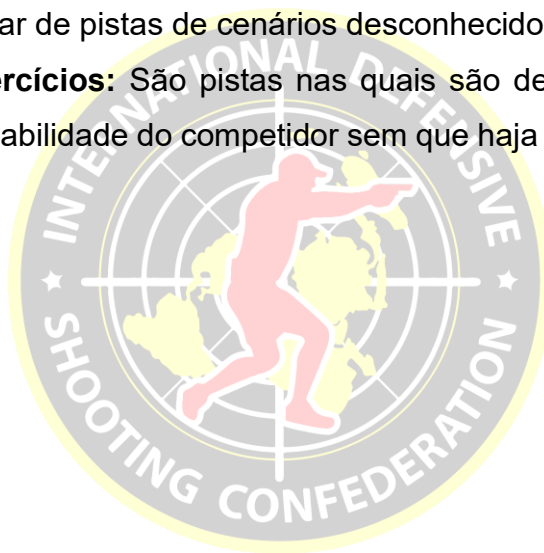 ar de pistas de cenários desconhecido
ercícios: São pistas nas quais são de
abilidade do competidor sem que haja
INTERNATIONAL DEFENSIVE
SHOOTING CONFEDERATION